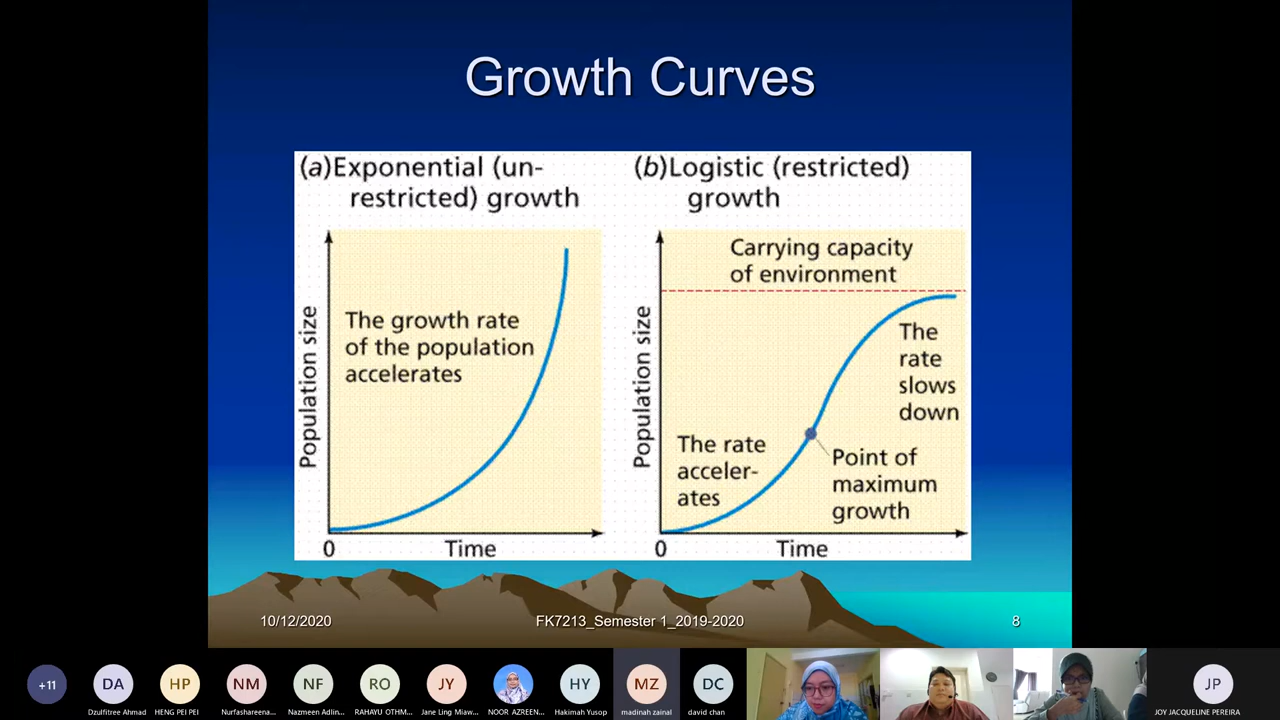 Growth Curves
(a)Exponential (un-
restricted) growth
The growth rate
of the population
accelerates
Population size
0
Time
(b)Logistic (restricted)
growth
Carrying capacity
of environment
The
rate
slows
down
The rate
acceler-
ates
Point of
maximum
growth
Population size
0
Time
10/12/2020
FK7213_Semester 1_2019-2020
8
+11
DA
HP
NM
NF
RO
JY
HY
MZ
DC
JP
Dzulfitree Ahmad
HENG PEI PEI
Nurfashareena...
Nazmeen Adlin...
RAHAYU OTHM...
Jane Ling Miaw...
NOOR AZREEN...
Hakimah Yusop
madinah zainal
david chan
JOY JACQUELINE PEREIRA